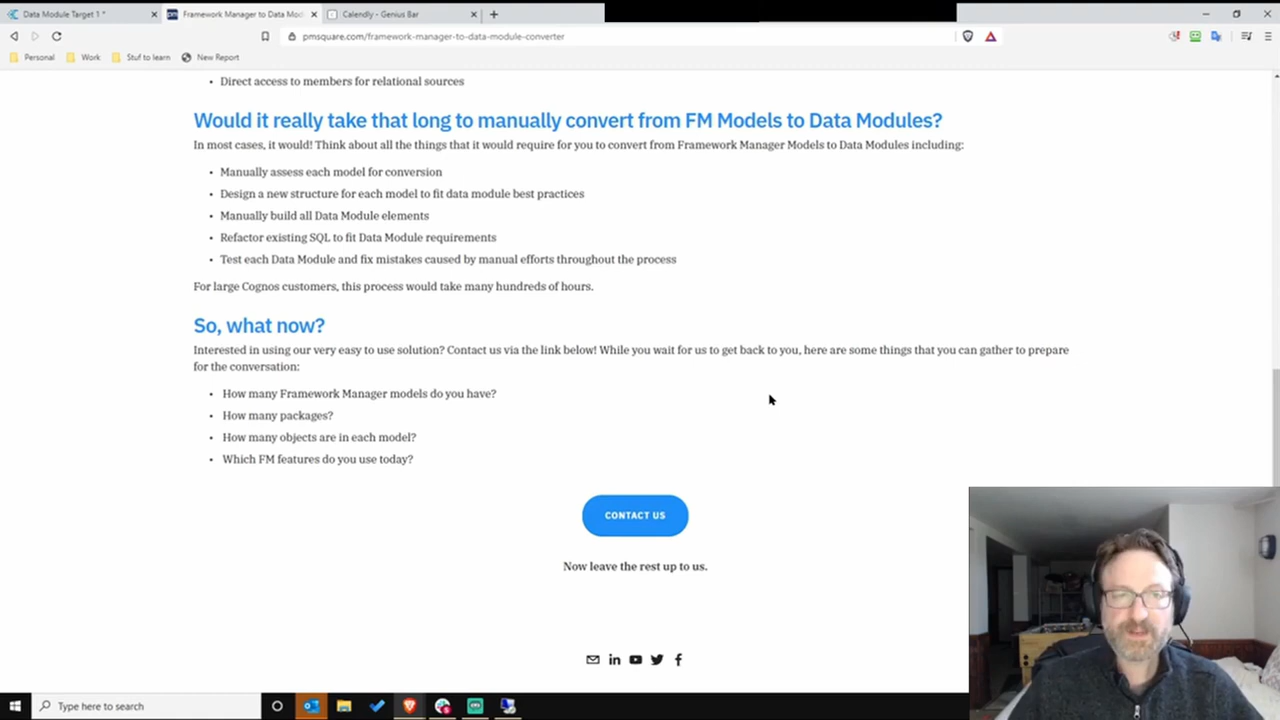 Data Module Target 1 *
Framework Manager to Data Mod
Calendly - Genius Bar
pmsquare.com/framework-manager-to-data-module-converter
Personal
Work
Stuf to learn
New Report
• Direct access to members for relational sources
Would it really take that long to manually convert from FM Models to Data Modules?
In most cases, it would! Think about all the things that it would require for you to convert from Framework Manager Models to Data Modules including:
• Manually assess each model for conversion
• Design a new structure for each model to fit data module best practices
• Manually build all Data Module elements
• Refactor existing SQL to fit Data Module requirements
• Test each Data Module and fix mistakes caused by manual efforts throughout the process
For large Cognos customers, this process would take many hundreds of hours.
So, what now?
Interested in using our very easy to use solution? Contact us via the link below! While you wait for us to get back to you, here are some things that you can gather to prepare
for the conversation:
• How many Framework Manager models do you have?
• How many packages?
• How many objects are in each model?
• Which FM features do you use today?
CONTACT US
Now leave the rest up to us.
Type here to search